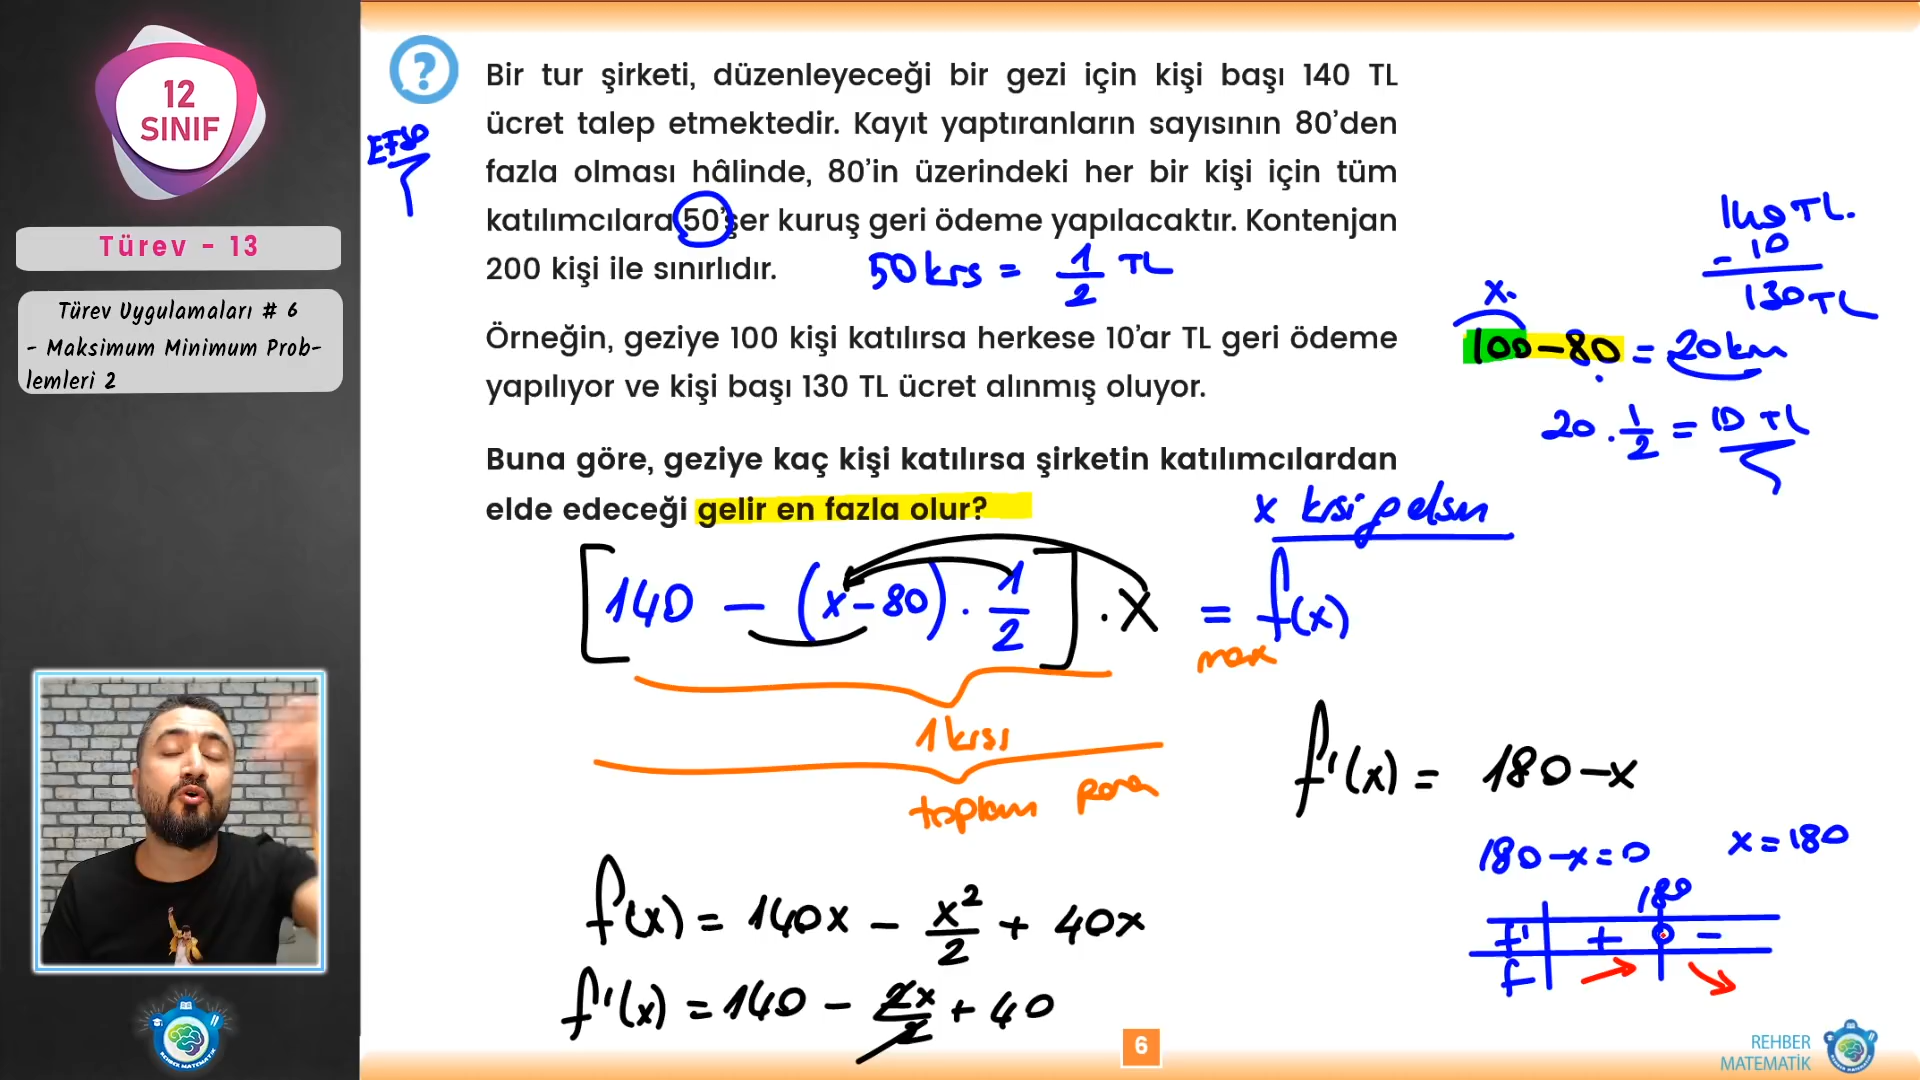 12
SINIF
Türev - 13
Türev Uygulamaları # 6
- Maksimum Minimum Prob-
lemleri 2
?
Bir tur şirketi, düzenleyeceği bir gezi için kişi başı 140 TL
ücret talep etmektedir. Kayıt yaptıranların sayısının 80'den
fazla olması hâlinde, 80'in üzerindeki her bir kişi için tüm
katılımcılara 50'şer kuruş geri ödeme yapılacaktır. Kontenjan
200 kişi ile sınırlıdır.
50 krş = 1/2 TL
Örneğin, geziye 100 kişi katılırsa herkese 10'ar TL geri ödeme
yapılıyor ve kişi başı 130 TL ücret alınmış oluyor.
Buna göre, geziye kaç kişi katılırsa şirketin katılımcılardan
elde edeceği gelir en fazla olur?
140 TL.
- 10
130 TL
x.
100-80 = 20
20 . 1/2 = 10 TL
x kişi gelsin
[140 - (x-80) . 1/2] . x = f(x)
max
1 kişi
toplam para
f(x) = 140x - x²/2 + 40x
f'(x) = 140 - 2x/2 + 40
f'(x) = 180-x
180-x=0 x=180
180
f' + 0 -
f
6
REHBER
MATEMATİK
REHBER MATEMATİK